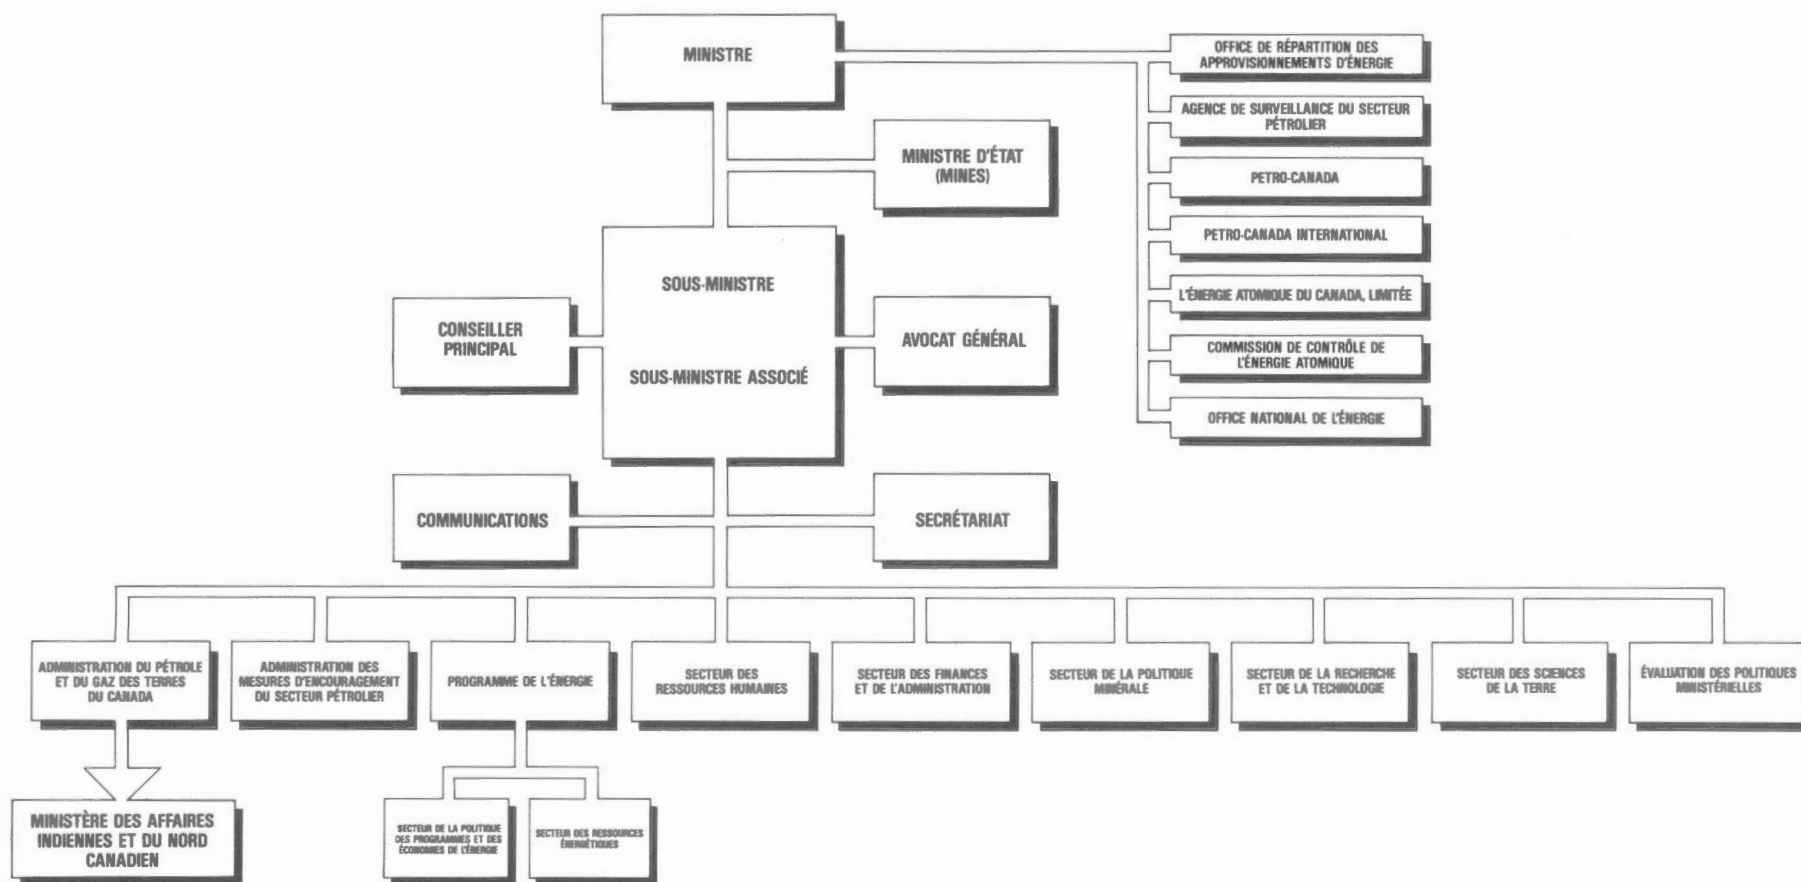 MINISTRE
OFFICE DE RÉPARTITION DES
APPROVISIONNEMENTS D'ÉNERGIE
AGENCE DE SURVEILLANCE DU SECTEUR
PÉTROLIER
MINISTRE D'ÉTAT
(MINES)
PETRO-CANADA
PETRO-CANADA INTERNATIONAL
SOUS-MINISTRE
L'ÉNERGIE ATOMIQUE DU CANADA, LIMITÉE
CONSEILLER
PRINCIPAL
AVOCAT GÉNÉRAL
COMMISSION DE CONTRÔLE DE
L'ÉNERGIE ATOMIQUE
SOUS-MINISTRE ASSOCIÉ
OFFICE NATIONAL DE L'ÉNERGIE
COMMUNICATIONS
SECRÉTARIAT
ADMINISTRATION DU PÉTROLE
ET DU GAZ DES TERRES
DU CANADA
ADMINISTRATION DES
MESURES D'ENCOURAGEMENT
DU SECTEUR PÉTROLIER
PROGRAMME DE L'ÉNERGIE
SECTEUR DES
RESSOURCES HUMAINES
SECTEUR DES FINANCES
ET DE L'ADMINISTRATION
SECTEUR DE LA POLITIQUE
MINÉRALE
SECTEUR DE LA RECHERCHE
ET DE LA TECHNOLOGIE
SECTEUR DES SCIENCES
DE LA TERRE
ÉVALUATION DES POLITIQUES
MINISTÉRIELLES
MINISTÈRE DES AFFAIRES
INDIENNES ET DU NORD
CANADIEN
SECTEUR DE LA POLITIQUE
DES PROGRAMMES ET DES
ÉCONOMIES DE L'ÉNERGIE
SECTEUR DES RESSOURCES
ÉNERGÉTIQUES